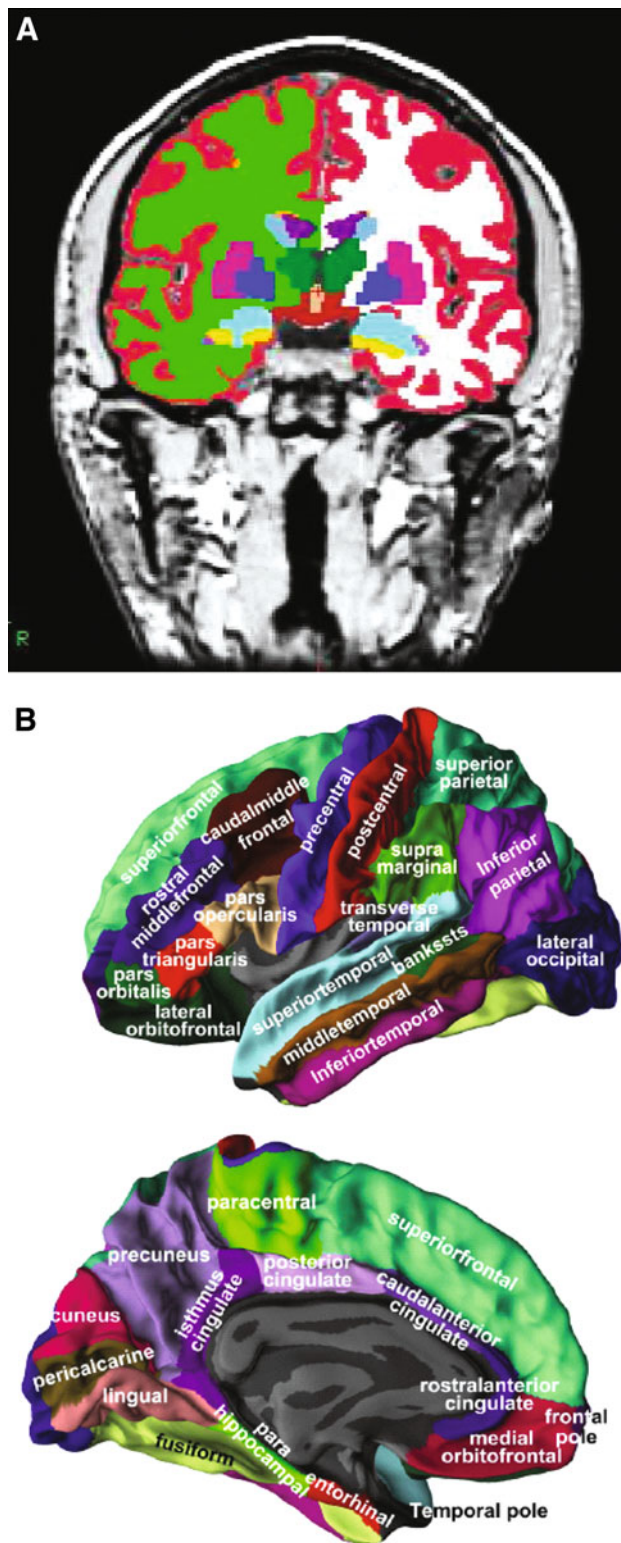 A
R
B
superiorfrontal
caudalmiddle
frontal
precentral
postcentral
superior
parietal
rostral
middlefrontal
pars
opercularis
supra
marginal
Inferior
parietal
pars
triangularis
transverse
temporal
pars
orbitalis
lateral
orbitofrontal
superiortemporal
bankssts
lateral
occipital
middletemporal
Inferiortemporal
paracentral
superiorfrontal
precuneus
posterior
cingulate
isthmus
cingulate
caudalanterior
cingulate
cuneus
pericalcarine
lingual
rostralanterior
cingulate
frontal
pole
medial
orbitofrontal
para
hippocampal
fusiform
entorhinal
Temporal pole